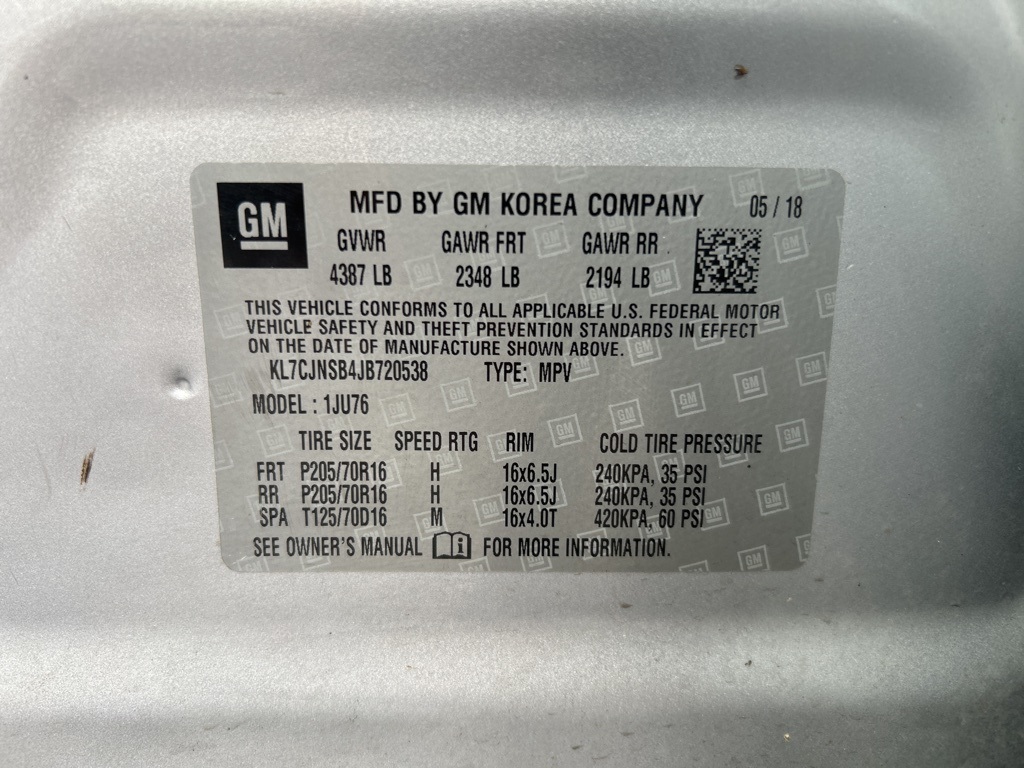 GM
MFD BY GM KOREA COMPANY 05 / 18
GVWR GAWR FRT GAWR RR
4387 LB 2348 LB 2194 LB
THIS VEHICLE CONFORMS TO ALL APPLICABLE U.S. FEDERAL MOTOR
VEHICLE SAFETY AND THEFT PREVENTION STANDARDS IN EFFECT
ON THE DATE OF MANUFACTURE SHOWN ABOVE.
KL7CJNSB4JB720538 TYPE: MPV
MODEL : 1JU76
TIRE SIZE SPEED RTG RIM COLD TIRE PRESSURE
FRT P205/70R16 H 16x6.5J 240KPA, 35 PSI
RR P205/70R16 H 16x6.5J 240KPA, 35 PSI
SPA T125/70D16 M 16x4.0T 420KPA, 60 PSI
SEE OWNER'S MANUAL FOR MORE INFORMATION.